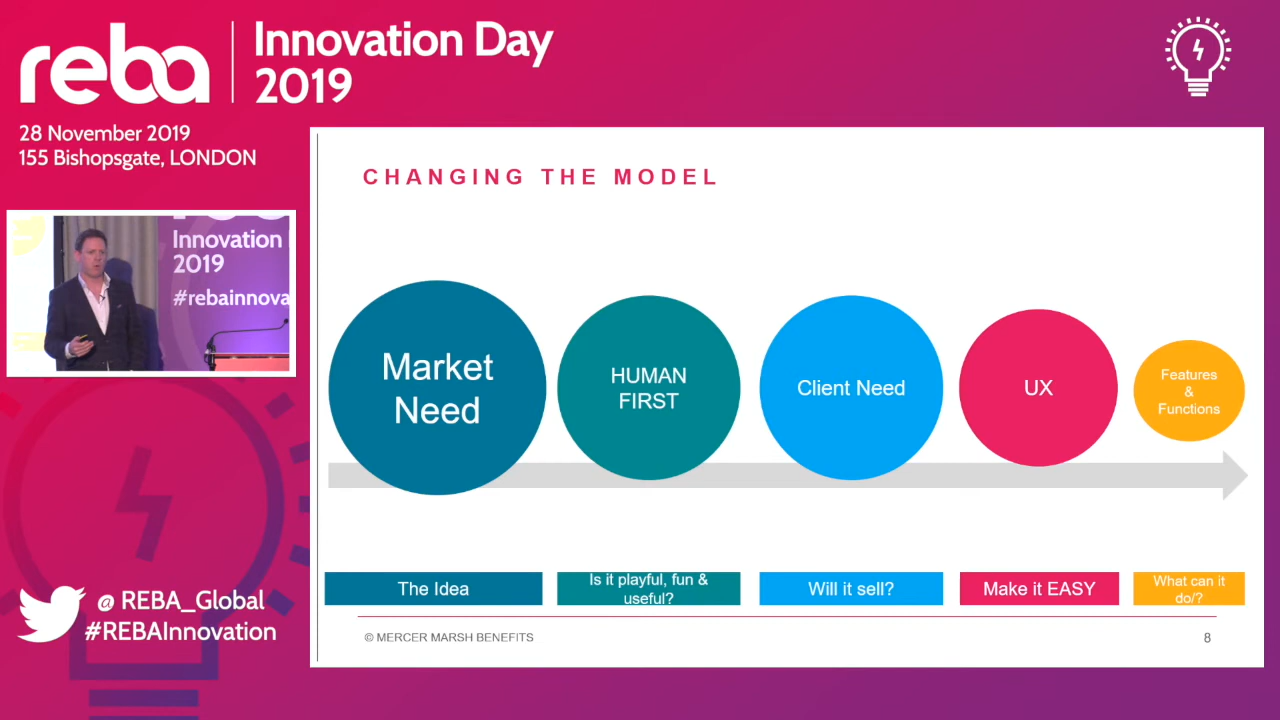 reba
Innovation Day
2019
28 November 2019
155 Bishopsgate, LONDON
Innovation
2019
#rebainnova
@ REBA_Global
#REBAInnovation
CHANGING THE MODEL
Market
Need
HUMAN
FIRST
Client Need
UX
Features
&
Functions
The Idea
Is it playful, fun &
useful?
Will it sell?
Make it EASY
What can it
do/?
© MERCER MARSH BENEFITS
8